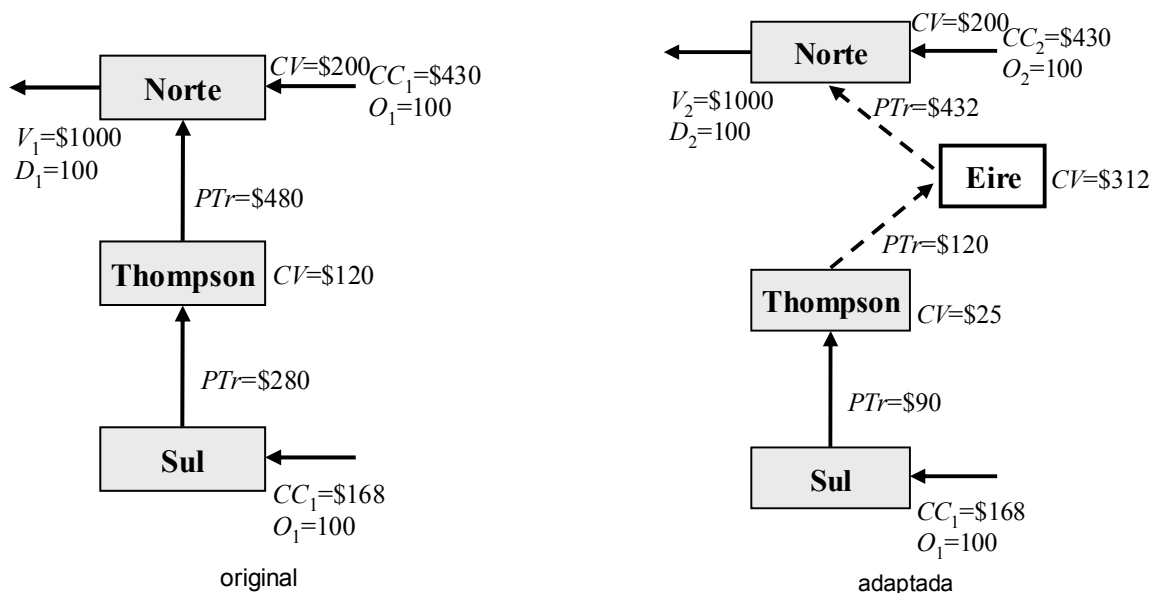 CV=$200
Norte
CC₁=$430
O₁=100
V₁=$1000
D₁=100
PTr=$480
Thompson
CV=$120
PTr=$280
Sul
CC₁=$168
O₁=100
original
CV=$200
Norte
CC₂=$430
O₂=100
V₂=$1000
D₂=100
PTr=$432
Eire
CV=$312
PTr=$120
Thompson
CV=$25
PTr=$90
Sul
CC₁=$168
O₁=100
adaptada